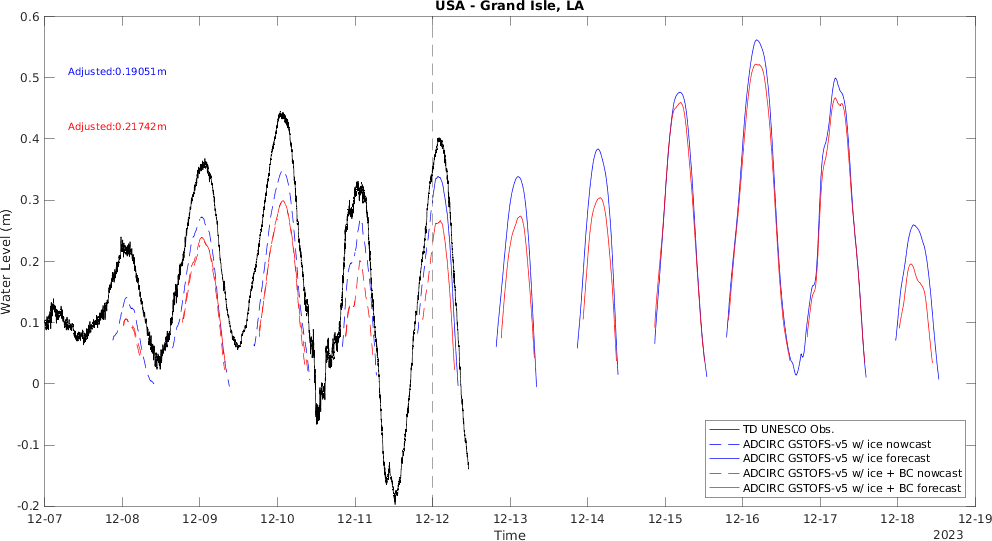 USA - Grand Isle, LA
0.6
0.5
0.4
0.3
0.2
0.1
0
-0.1
-0.2
Water Level (m)
Adjusted:0.19051m
Adjusted:0.21742m
TD UNESCO Obs.
ADCIRC GSTOFS-v5 w/ ice nowcast
ADCIRC GSTOFS-v5 w/ ice forecast
ADCIRC GSTOFS-v5 w/ ice + BC nowcast
ADCIRC GSTOFS-v5 w/ ice + BC forecast
12-07 12-08 12-09 12-10 12-11 12-12 12-13 12-14 12-15 12-16 12-17 12-18 12-19
Time
2023